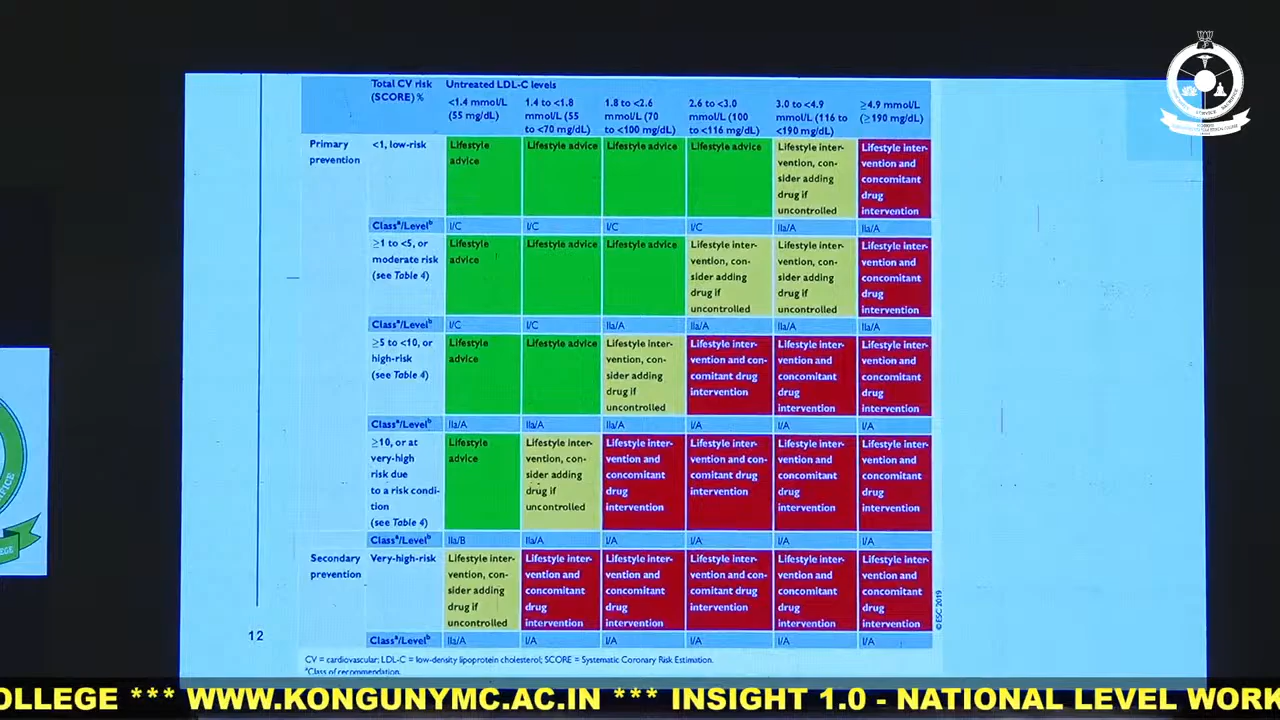 Total CV risk
(SCORE) %
Untreated LDL-C levels
<1.4 mmol/L
(55 mg/dL)
1.4 to <1.8
mmol/L (55
to <70 mg/dL)
1.8 to <2.6
mmol/L (70
to <100 mg/dL)
2.6 to <3.0
mmol/L (100
to <116 mg/dL)
3.0 to <4.9
mmol/L (116 to
<190 mg/dL)
≥4.9 mmol/L
(≥190 mg/dL)
Primary
prevention
<1, low-risk
Lifestyle
advice
Lifestyle advice
Lifestyle advice
Lifestyle advice
Lifestyle inter-
vention, con-
sider adding
drug if
uncontrolled
Lifestyle inter-
vention and
concomitant
drug
intervention
Classᵃ/Levelᵇ
I/C
I/C
I/C
I/C
IIa/A
IIa/A
≥1 to <5, or
moderate risk
(see Table 4)
Lifestyle
advice
Lifestyle advice
Lifestyle advice
Lifestyle inter-
vention, con-
sider adding
drug if
uncontrolled
Lifestyle inter-
vention, con-
sider adding
drug if
uncontrolled
Lifestyle inter-
vention and
concomitant
drug
intervention
Classᵃ/Levelᵇ
I/C
I/C
IIa/A
IIa/A
IIa/A
IIa/A
≥5 to <10, or
high-risk
(see Table 4)
Lifestyle
advice
Lifestyle advice
Lifestyle inter-
vention, con-
sider adding
drug if
uncontrolled
Lifestyle inter-
vention and con-
comitant drug
intervention
Lifestyle inter-
vention and
concomitant
drug
intervention
Lifestyle inter-
vention and
concomitant
drug
intervention
Classᵃ/Levelᵇ
IIa/A
IIa/A
IIa/A
I/A
I/A
I/A
≥10, or at
very-high
risk due
to a risk condi-
tion
(see Table 4)
Lifestyle
advice
Lifestyle inter-
vention, con-
sider adding
drug if
uncontrolled
Lifestyle inter-
vention and
concomitant
drug
intervention
Lifestyle inter-
vention and con-
comitant drug
intervention
Lifestyle inter-
vention and
concomitant
drug
intervention
Lifestyle inter-
vention and
concomitant
drug
intervention
Classᵃ/Levelᵇ
IIa/B
IIa/A
I/A
I/A
I/A
I/A
Secondary
prevention
Very-high-risk
Lifestyle inter-
vention, con-
sider adding
drug if
uncontrolled
Lifestyle inter-
vention and
concomitant
drug
intervention
Lifestyle inter-
vention and
concomitant
drug
intervention
Lifestyle inter-
vention and con-
comitant drug
intervention
Lifestyle inter-
vention and
concomitant
drug
intervention
Lifestyle inter-
vention and
concomitant
drug
intervention
Classᵃ/Levelᵇ
IIa/A
I/A
I/A
I/A
I/A
I/A
©ESC 2019
12
CV = cardiovascular; LDL-C = low-density lipoprotein cholesterol; SCORE = Systematic Coronary Risk Estimation.
ᵃClass of recommendation.
OLLEGE *** WWW.KONGUNYMC.AC.IN *** INSIGHT 1.0 - NATIONAL LEVEL WORK